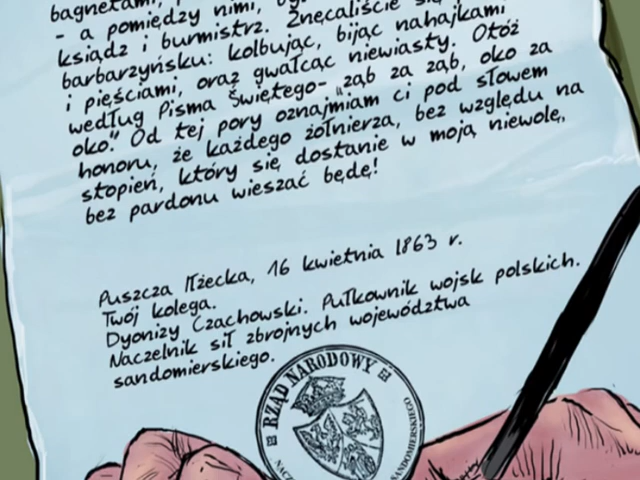 bagnetami,
- a pomiędzy nimi,
ksiądz i burmistrz. Znęcaliście
barbarzyńsku: kolbując, bijąc nahajkami
i pięściami, oraz gwałcąc niewiasty. Otóż
według Pisma Świętego- „ząb za ząb, oko za
oko." Od tej pory oznajmiam ci pod słowem
honoru, że każdego żołnierza, bez względu na
stopień, który się dostanie w moją niewolę,
bez pardonu wieszać będę!
Puszcza Iłżecka, 16 kwietnia 1863 r.
Twój kolega.
Dyonizy Czachowski. Pułkownik wojsk polskich.
Naczelnik sił zbrojnych województwa
sandomierskiego.
RZĄD NARODOWY
SANDOMIERSKIEGO